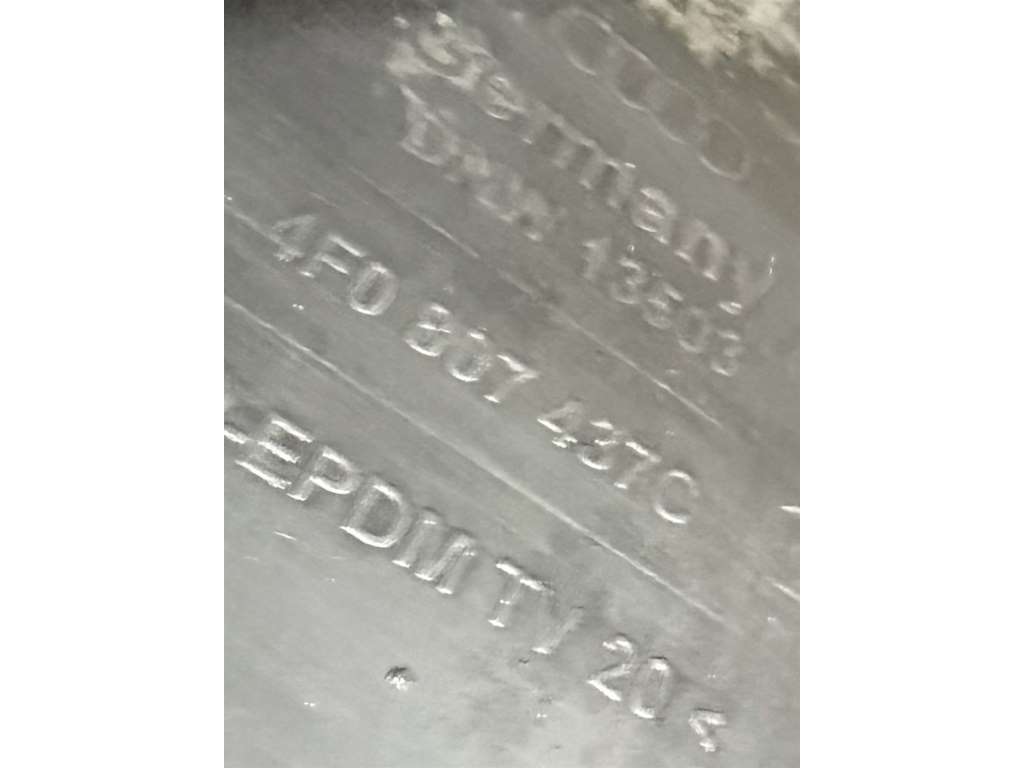 Germany
13503
4F0 807 437C
-EPDM TV 20 <